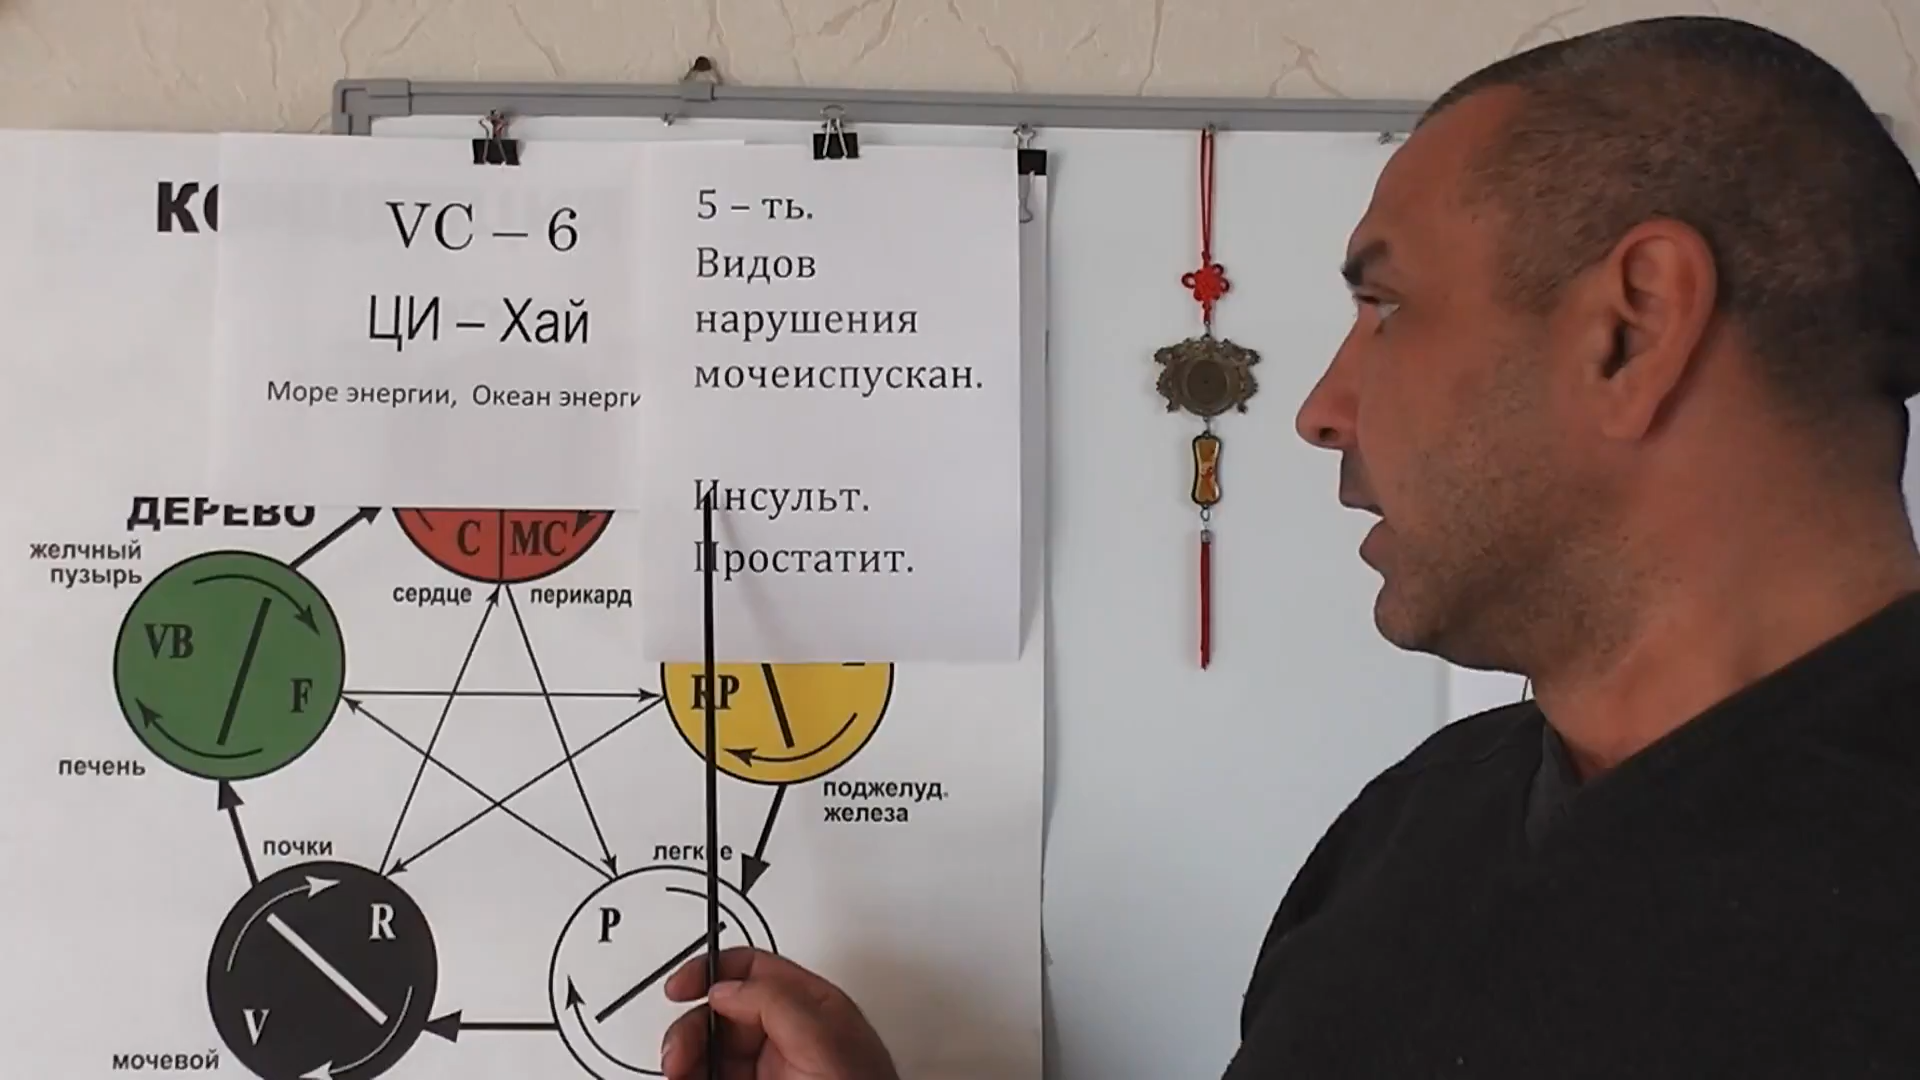 VC – 6
ЦИ – Хай
Море энергии, Океан энерги
5 – ть.
Видов
нарушения
мочеиспускан.
Инсульт.
Простатит.
ДЕРЕВО
желчный
пузырь
VB
F
печень
C
MC
сердце
перикард
RP
поджелуд.
железа
почки
R
V
мочевой
легкие
P